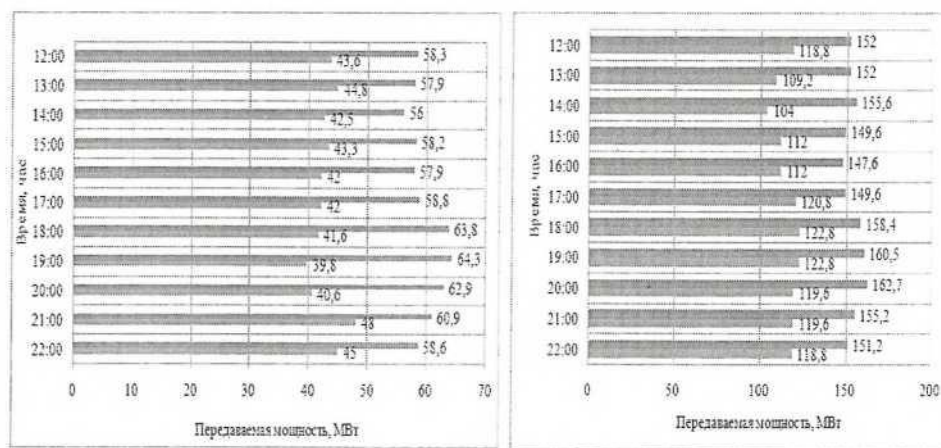 12:00 58,3 43,6
13:00 57,9 44,8
14:00 56 42,5
15:00 58,2 43,3
16:00 57,9 42
17:00 58,8 42
18:00 63,8 41,6
19:00 64,3 39,8
20:00 62,9 40,6
21:00 60,9 48
22:00 58,6 45
Время, час
0 10 20 30 40 50 60 70
Передаваемая мощность, МВт
12:00 152 118,8
13:00 152 109,2
14:00 155,6 104
15:00 149,6 112
16:00 147,6 112
17:00 149,6 120,8
18:00 158,4 122,8
19:00 160,5 122,8
20:00 162,7 119,6
21:00 155,2 119,6
22:00 151,2 118,8
Время, час
0 50 100 150 200
Передаваемая мощность, МВт